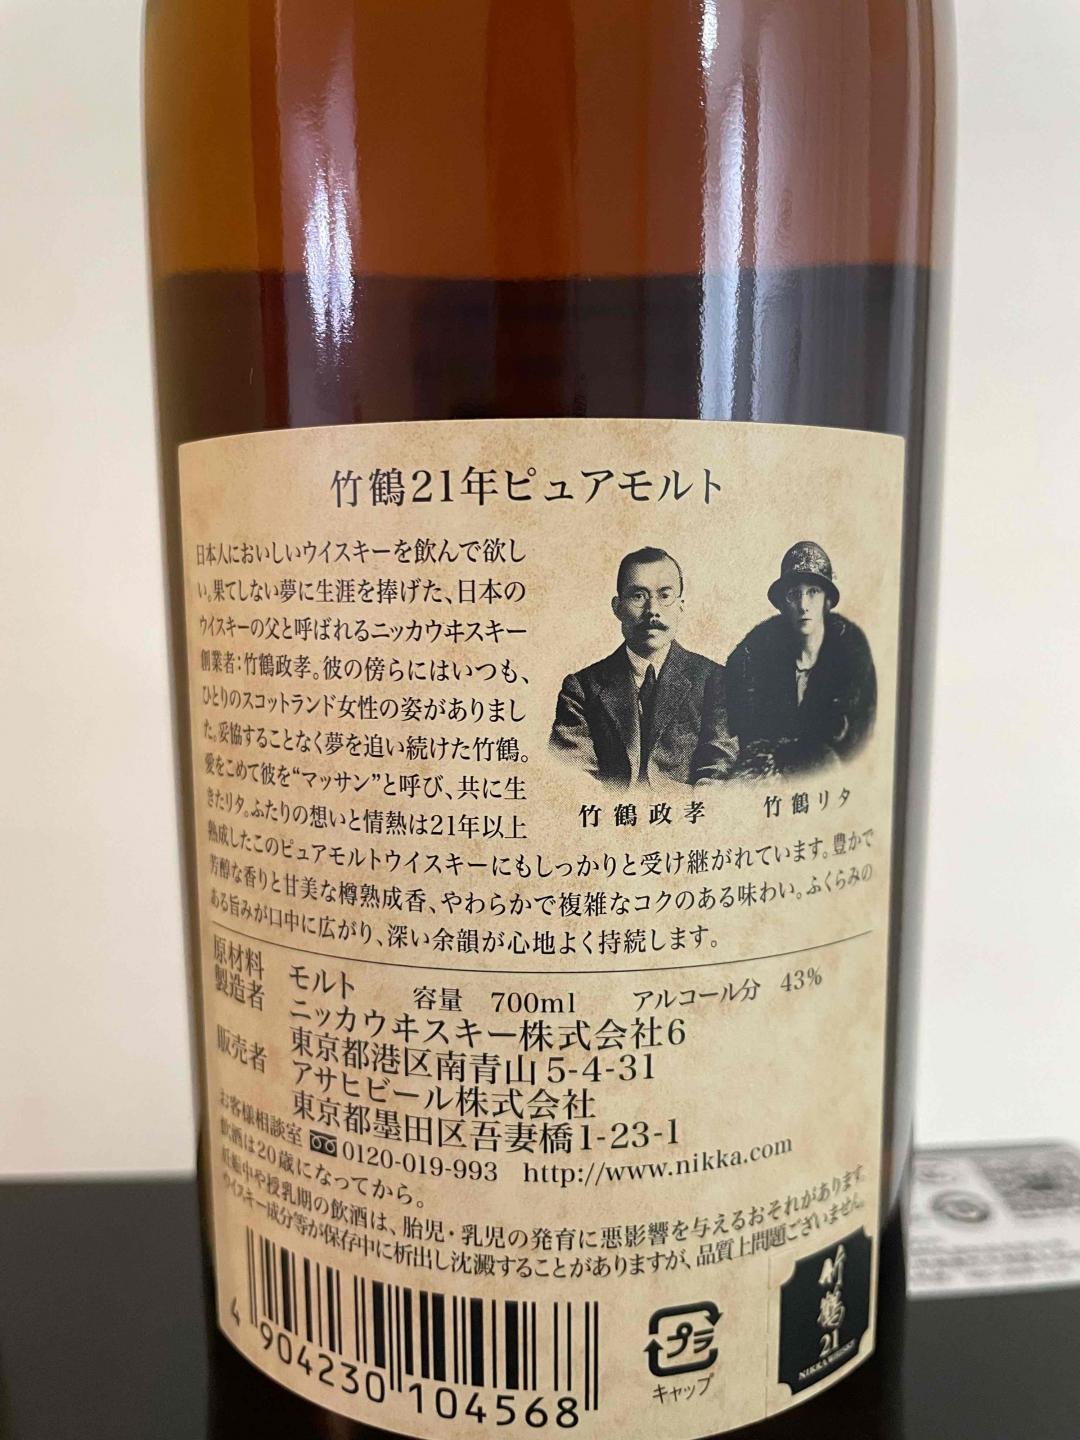 竹鶴21年ピュアモルト
日本人においしいウイスキーを飲んで欲し
い。果てしない夢に生涯を捧げた、日本の
ウイスキーの父と呼ばれるニッカウヰスキー
創業者:竹鶴政孝。彼の傍らにはいつも、
ひとりのスコットランド女性の姿がありまし
た。妥協することなく夢を追い続けた竹鶴。
愛をこめて彼を“マッサン”と呼び、共に生
きたリタ。ふたりの想いと情熱は21年以上
熟成したこのピュアモルトウイスキーにもしっかりと受け継がれています。豊かで
芳醇な香りと甘美な樽熟成香、やわらかで複雑なコクのある味わい。ふくらみの
ある旨みが口中に広がり、深い余韻が心地よく持続します。
竹鶴政孝 竹鶴リタ
原材料 モルト 容量 700ml アルコール分 43%
製造者 ニッカウヰスキー株式会社6
東京都港区南青山5-4-31
販売者 アサヒビール株式会社
東京都墨田区吾妻橋1-23-1
お客様相談室 0120-019-993 http://www.nikka.com
飲酒は20歳になってから。
妊娠中や授乳期の飲酒は、胎児・乳児の発育に悪影響を与えるおそれがあります。
ウイスキー成分等が保存中に析出し沈澱することがありますが、品質上問題ございません。
4 904230 104568
プラ
キャップ
竹鶴
21
NIKKA WHISKY